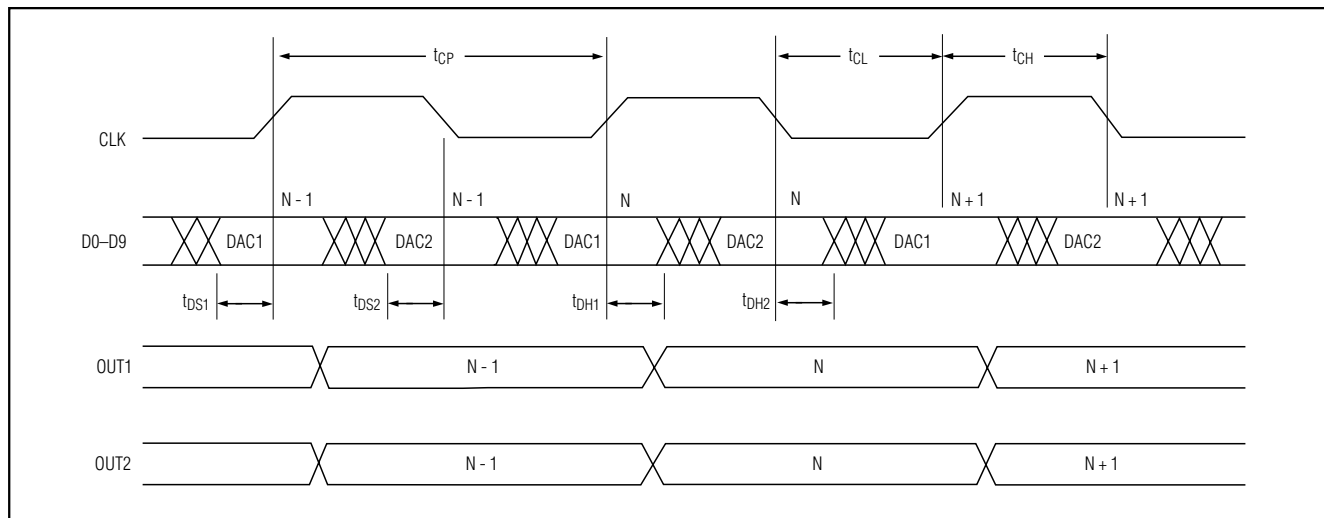 tCP
tCL
tCH
CLK
N - 1
N - 1
N
N
N + 1
N + 1
D0–D9
DAC1
DAC2
DAC1
DAC2
DAC1
DAC2
tDS1
tDS2
tDH1
tDH2
OUT1
N - 1
N
N + 1
OUT2
N - 1
N
N + 1